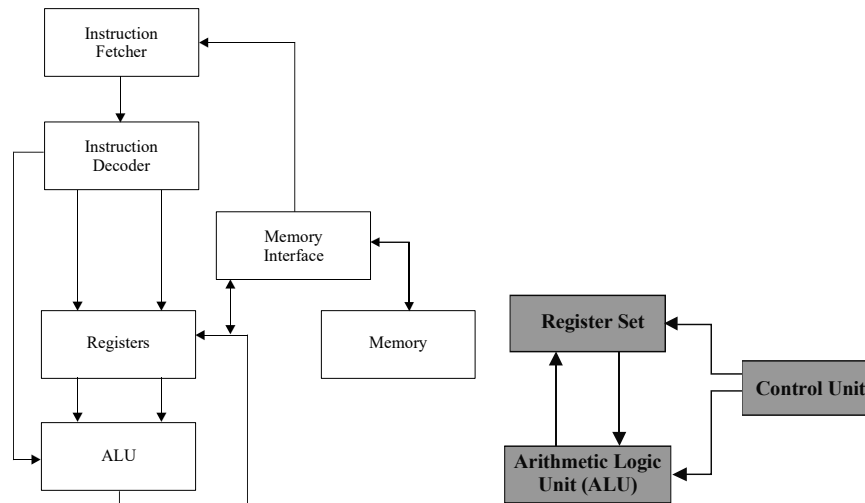 Instruction
Fetcher
Instruction
Decoder
Memory
Interface
Registers
Memory
ALU
Register Set
Control Unit
Arithmetic Logic
Unit (ALU)